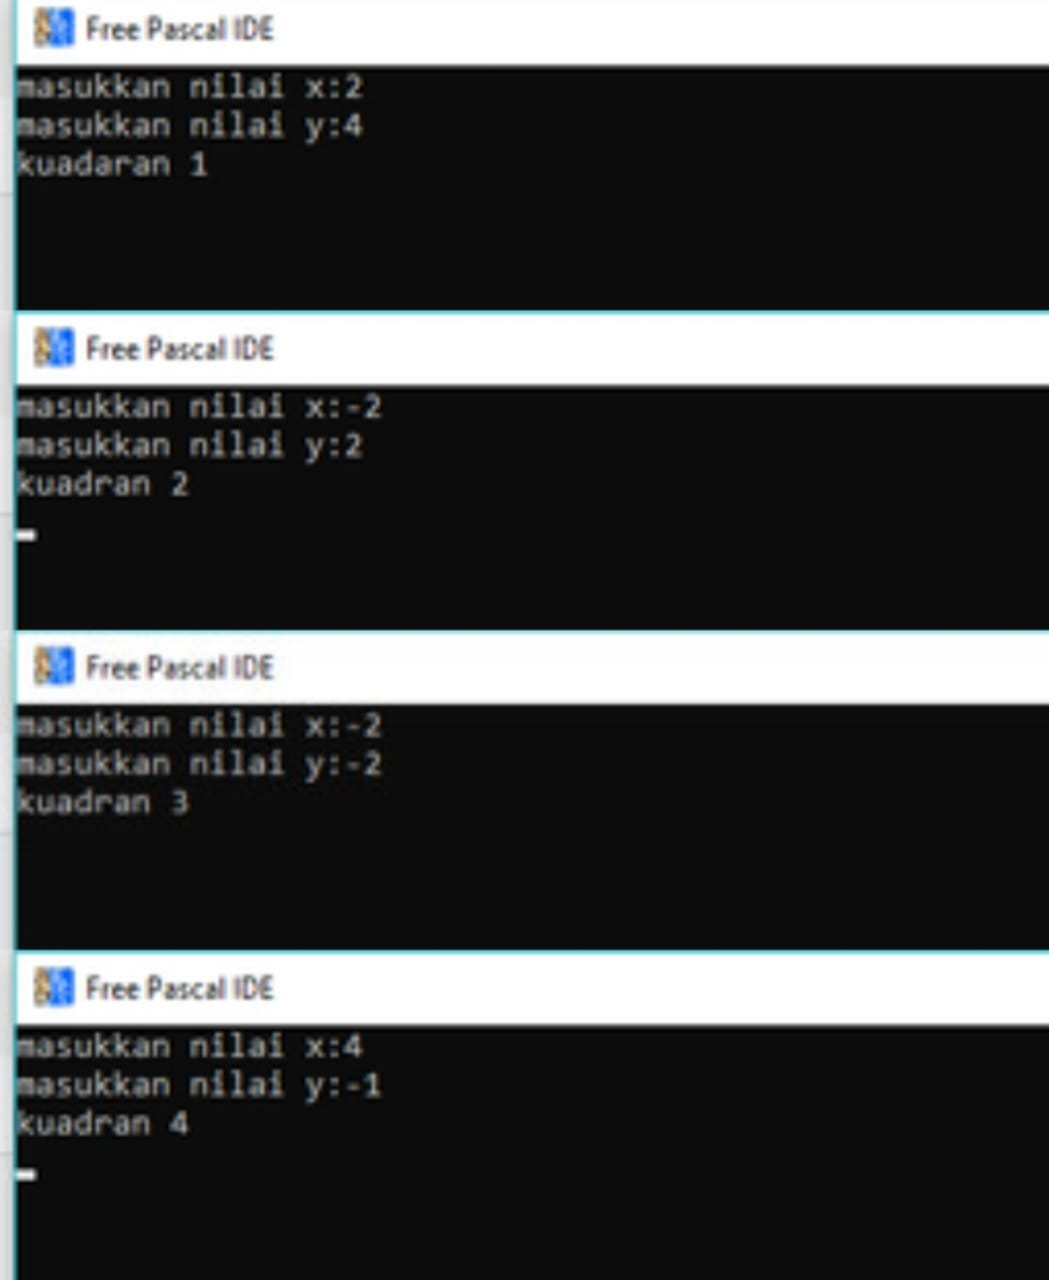 Free Pascal IDE
masukkan nilai x:2
masukkan nilai y:4
kuadaran 1
Free Pascal IDE
masukkan nilai x:-2
masukkan nilai y:2
kuadran 2
Free Pascal IDE
masukkan nilai x:-2
masukkan nilai y:-2
kuadran 3
Free Pascal IDE
masukkan nilai x:4
masukkan nilai y:-1
kuadran 4